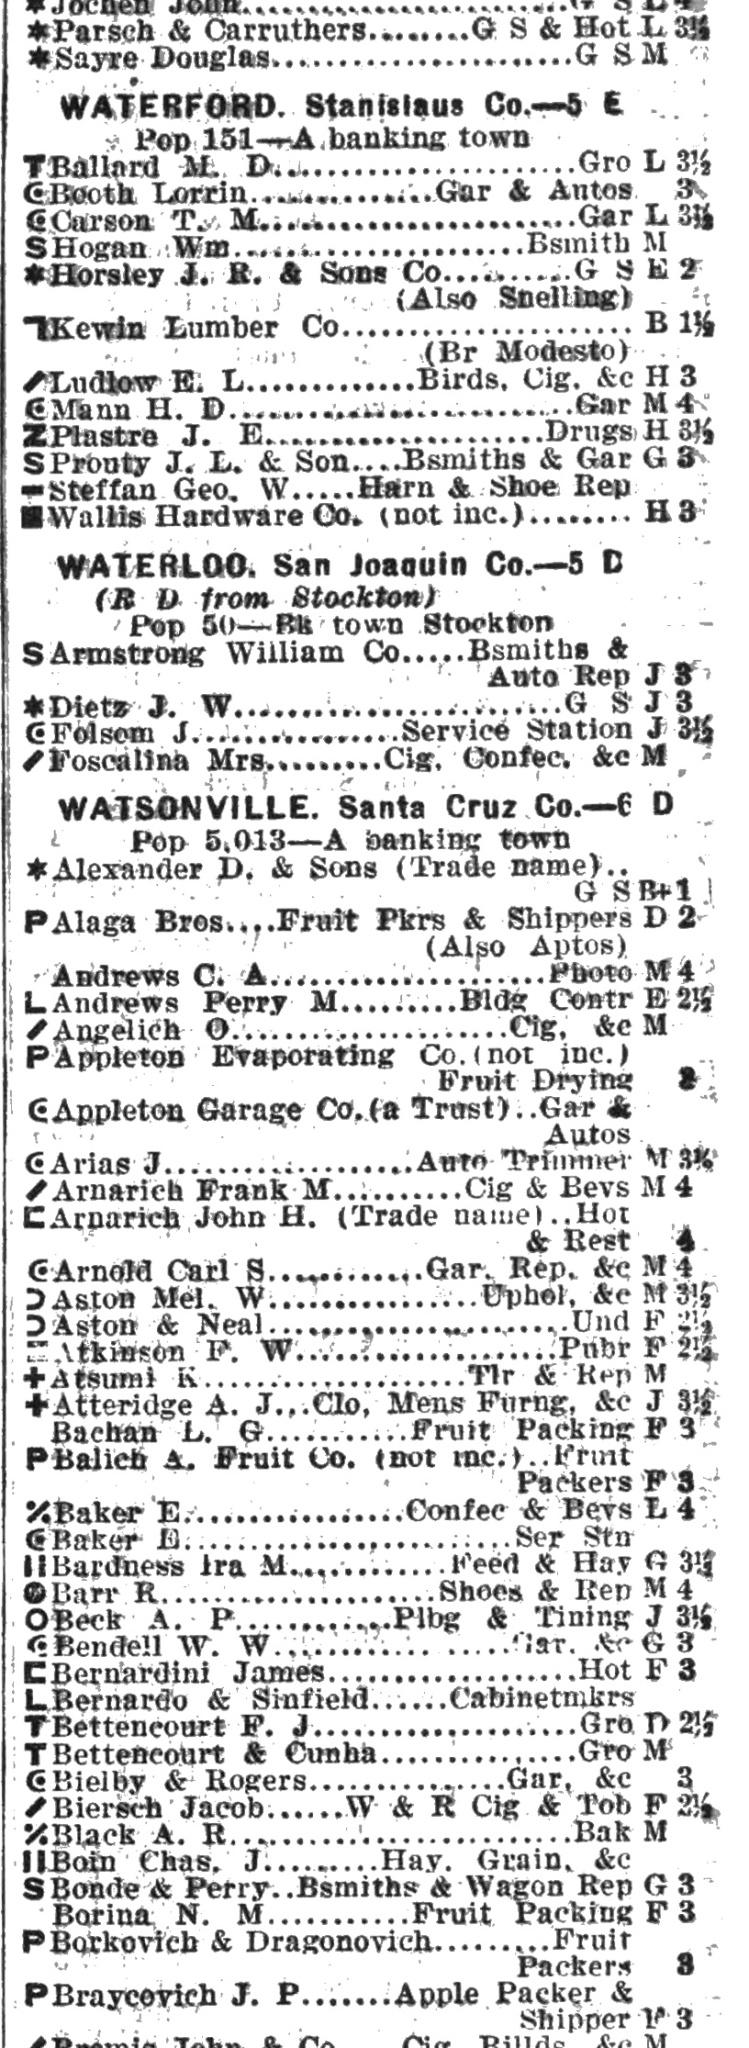 *Jochen John
*Parsch & Carruthers........G S & Hot L 3½
*Sayre Douglas......................G S M
WATERFORD. Stanislaus Co.—5 E
Pop 151—A banking town
T Ballard M. D......................Gro L 3½
Booth Lorrin..............Gar & Autos 3
Carson T. M........................Gar L 3½
S Hogan Wm......................Bsmith M
*Horsley J. R. & Sons Co..........G S E 2
(Also Snelling)
Kewin Lumber Co...................... B 1½
(Br Modesto)
Ludlow E. L.............Birds, Cig, &c H 3
Mann H. D..........................Gar M 4
Z Plastre J. E.....................Drugs H 3½
S Prouty J. L. & Son....Bsmiths & Gar G 3
Steffan Geo. W.....Harn & Shoe Rep
Wallis Hardware Co. (not inc.)........ H 3
WATERLOO. San Joaquin Co.—5 D
(R D from Stockton)
Pop 50—Bk town Stockton
S Armstrong William Co.....Bsmiths &
Auto Rep J 3
*Dietz J. W........................G S J 3
Folsom J................Service Station J 3½
Foscalina Mrs.........Cig, Confec, &c M
WATSONVILLE. Santa Cruz Co.—6 D
Pop 5,013—A banking town
*Alexander D. & Sons (Trade name)..
G S B+ 1
P Alaga Bros....Fruit Pkrs & Shippers D 2
(Also Aptos)
Andrews C. A.....................Photo M 4
L Andrews Perry M.........Bldg Contr E 2½
Angelich O.....................Cig, &c M
P Appleton Evaporating Co.(not inc.)
Fruit Drying
Appleton Garage Co.(a Trust)..Gar &
Autos
Arias J...................Auto Trimmer M 3½
Arnarich Frank M..........Cig & Bevs M 4
Arnarich John H. (Trade name)..Hot
& Rest 4
Arnold Carl S............Gar, Rep, &c M 4
Aston Mel. W................Uphol, &c M 3½
Aston & Neal........................Und F 2½
Atkinson F. W....................Pubr F 2½
+Atsumi K.....................Tlr & Rep M
+Atteridge A. J...Clo, Mens Furng, &c J 3½
Bachan L. G...........Fruit Packing F 3
P Balich A. Fruit Co. (not inc.)..Fruit
Packers F 3
Baker E.................Confec & Bevs L 4
Baker E.........................Ser Stn
Bardness Ira M............Feed & Hay G 3½
Barr R.....................Shoes & Rep M 4
O Beck A. P............Plbg & Tining J 3½
Bendell W. W..................Gar, &c G 3
Bernardini James...................Hot F 3
L Bernardo & Sinfield......Cabinetmkrs
T Bettencourt F. J....................Gro D 2½
T Bettencourt & Cunha...............Gro M
Bielby & Rogers...............Gar, &c 3
Biersch Jacob......W & R Cig & Tob F 2½
Black A. R..........................Bak M
Boin Chas. J.........Hay, Grain, &c
S Bonde & Perry..Bsmiths & Wagon Rep G 3
Borina N. M...........Fruit Packing F 3
P Borkovich & Dragonovich.........Fruit
Packers 3
P Braycovich J. P.......Apple Packer &
Shipper F 3
John & Co Cig, Billds, &c M